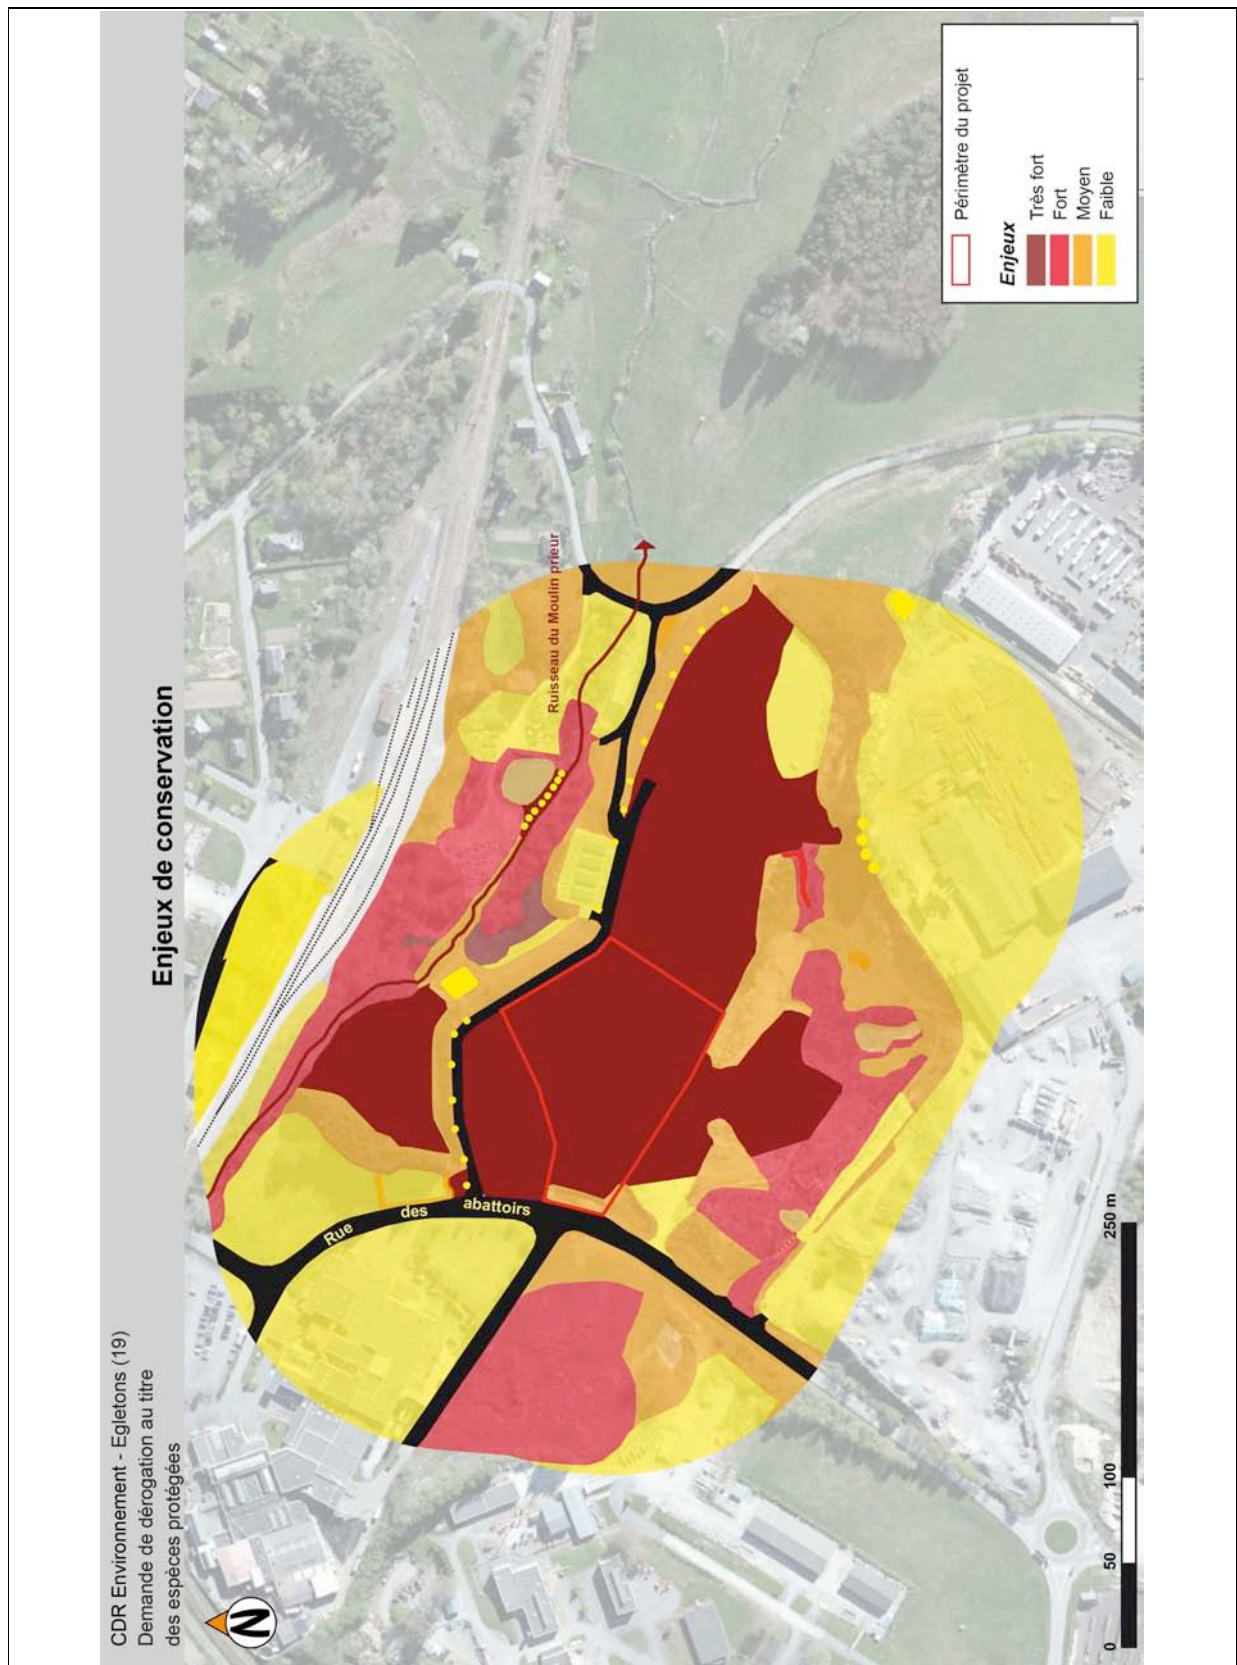 CDR Environnement - Egletons (19)
Demande de dérogation au titre
des espèces protégées
Enjeux de conservation
N
Rue des abattoirs
Ruisseau du Moulin prieur
Périmètre du projet
Enjeux
Très fort
Fort
Moyen
Faible
0 50 100 250 m